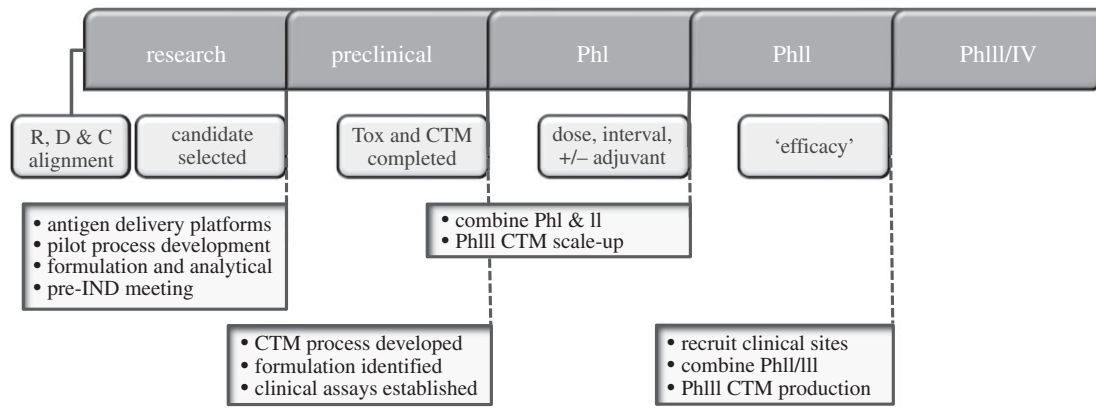 research
preclinical
PhI
PhII
PhIII/IV
R, D & C
alignment
candidate
selected
Tox and CTM
completed
dose, interval,
+/– adjuvant
‘efficacy’
• antigen delivery platforms
• pilot process development
• formulation and analytical
• pre-IND meeting
• combine PhI & II
• PhIII CTM scale-up
• CTM process developed
• formulation identified
• clinical assays established
• recruit clinical sites
• combine PhII/III
• PhIII CTM production